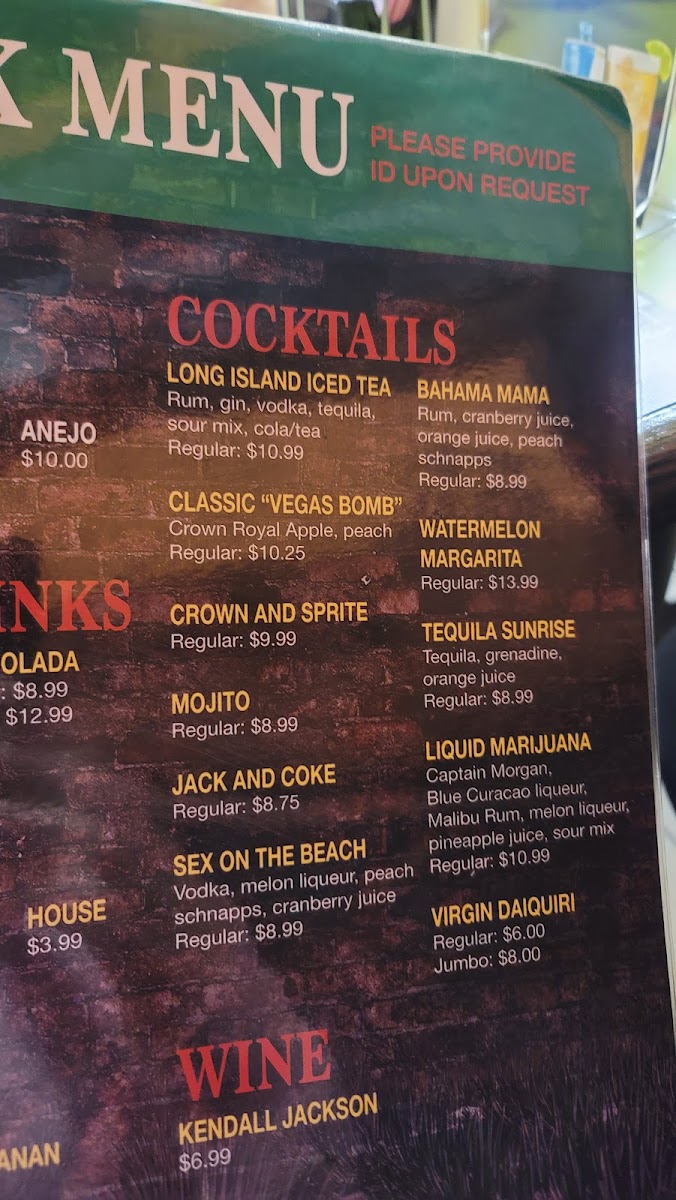 K MENU
PLEASE PROVIDE
ID UPON REQUEST
ANEJO
$10.00
INKS
OLADA
: $8.99
$12.99
HOUSE
$3.99
ANAN
COCKTAILS
LONG ISLAND ICED TEA
Rum, gin, vodka, tequila,
sour mix, cola/tea
Regular: $10.99
CLASSIC “VEGAS BOMB”
Crown Royal Apple, peach
Regular: $10.25
CROWN AND SPRITE
Regular: $9.99
MOJITO
Regular: $8.99
JACK AND COKE
Regular: $8.75
SEX ON THE BEACH
Vodka, melon liqueur, peach
schnapps, cranberry juice
Regular: $8.99
BAHAMA MAMA
Rum, cranberry juice,
orange juice, peach
schnapps
Regular: $8.99
WATERMELON
MARGARITA
Regular: $13.99
TEQUILA SUNRISE
Tequila, grenadine,
orange juice
Regular: $8.99
LIQUID MARIJUANA
Captain Morgan,
Blue Curacao liqueur,
Malibu Rum, melon liqueur,
pineapple juice, sour mix
Regular: $10.99
VIRGIN DAIQUIRI
Regular: $6.00
Jumbo: $8.00
WINE
KENDALL JACKSON
$6.99